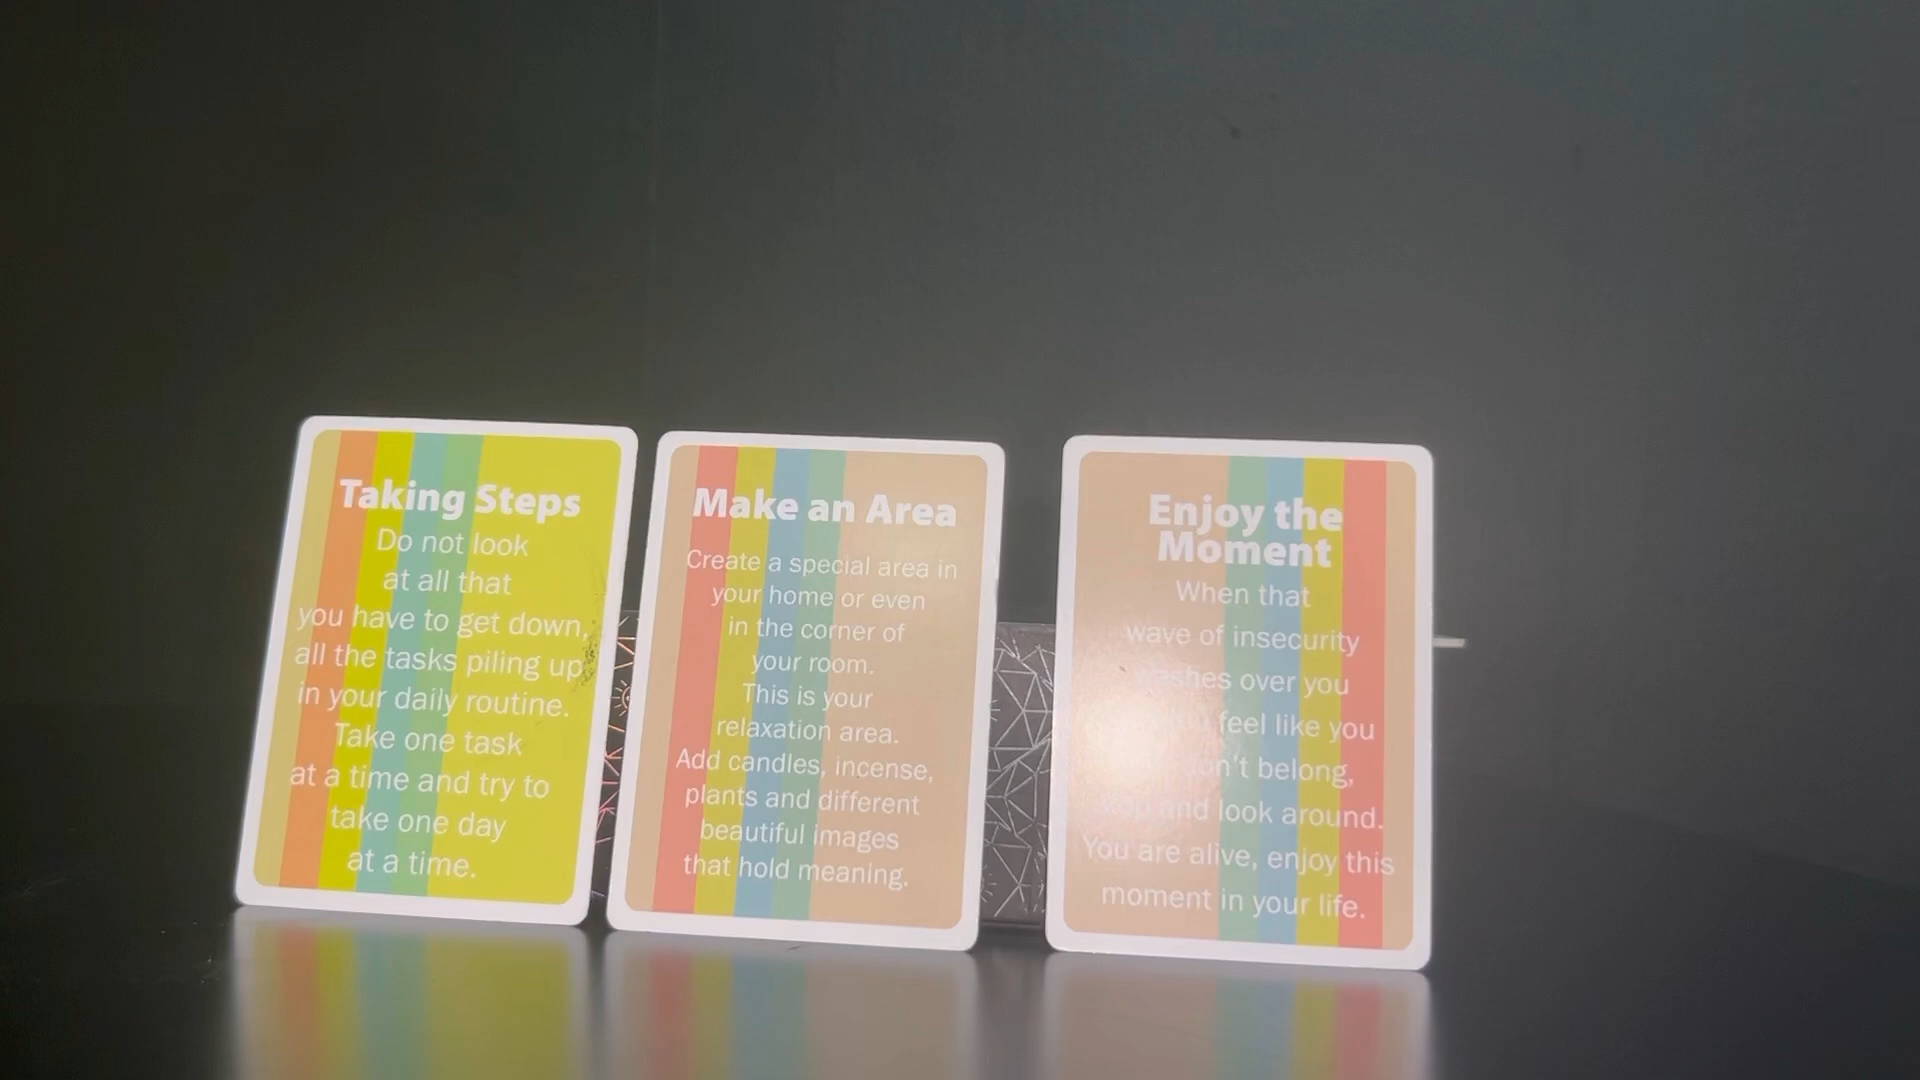 Taking Steps
Do not look
at all that
you have to get down,
all the tasks piling up
in your daily routine.
Take one task
at a time and try to
take one day
at a time.
Make an Area
Create a special area in
your home or even
in the corner of
your room.
This is your
relaxation area.
Add candles, incense,
plants and different
beautiful images
that hold meaning.
Enjoy the
Moment
When that
wave of insecurity
washes over you
feel like you
don't belong,
and look around.
You are alive, enjoy this
moment in your life.